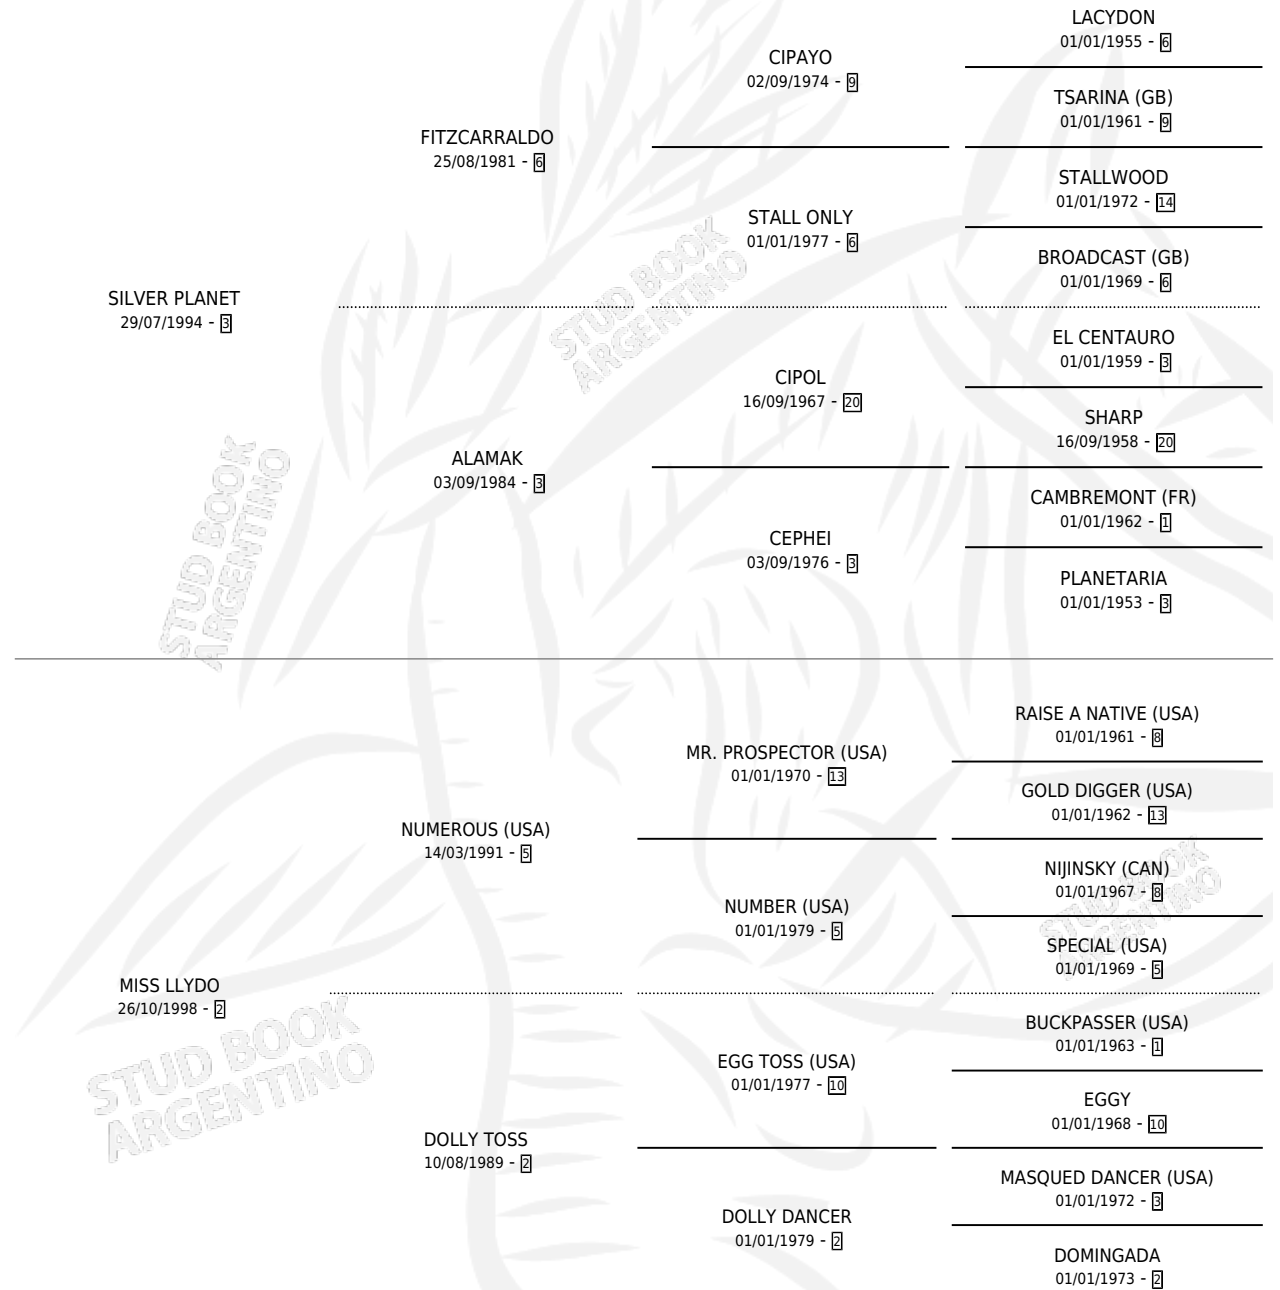 LACYDON
01/01/1955 - 6
CIPAYO
02/09/1974 - 9
TSARINA (GB)
01/01/1961 - 9
FITZCARRALDO
25/08/1981 - 6
STALLWOOD
01/01/1972 - 14
STALL ONLY
01/01/1977 - 6
BROADCAST (GB)
01/01/1969 - 6
SILVER PLANET
29/07/1994 - 3
EL CENTAURO
01/01/1959 - 3
CIPOL
16/09/1967 - 20
SHARP
16/09/1958 - 20
ALAMAK
03/09/1984 - 3
CAMBREMONT (FR)
01/01/1962 - 1
CEPHEI
03/09/1976 - 3
PLANETARIA
01/01/1953 - 3
STUD BOOK
ARGENTINO
STUD BOOK
ARGENTINO
RAISE A NATIVE (USA)
01/01/1961 - 8
MR. PROSPECTOR (USA)
01/01/1970 - 13
GOLD DIGGER (USA)
01/01/1962 - 13
NUMEROUS (USA)
14/03/1991 - 5
NIJINSKY (CAN)
01/01/1967 - 8
NUMBER (USA)
01/01/1979 - 5
SPECIAL (USA)
01/01/1969 - 5
STUD BOOK
ARGENTINO
MISS LLYDO
26/10/1998 - 2
BUCKPASSER (USA)
01/01/1963 - 1
EGG TOSS (USA)
01/01/1977 - 10
EGGY
01/01/1968 - 10
DOLLY TOSS
10/08/1989 - 2
MASQUED DANCER (USA)
01/01/1972 - 3
DOLLY DANCER
01/01/1979 - 2
DOMINGADA
01/01/1973 - 2
STUD BOOK
ARGENTINO